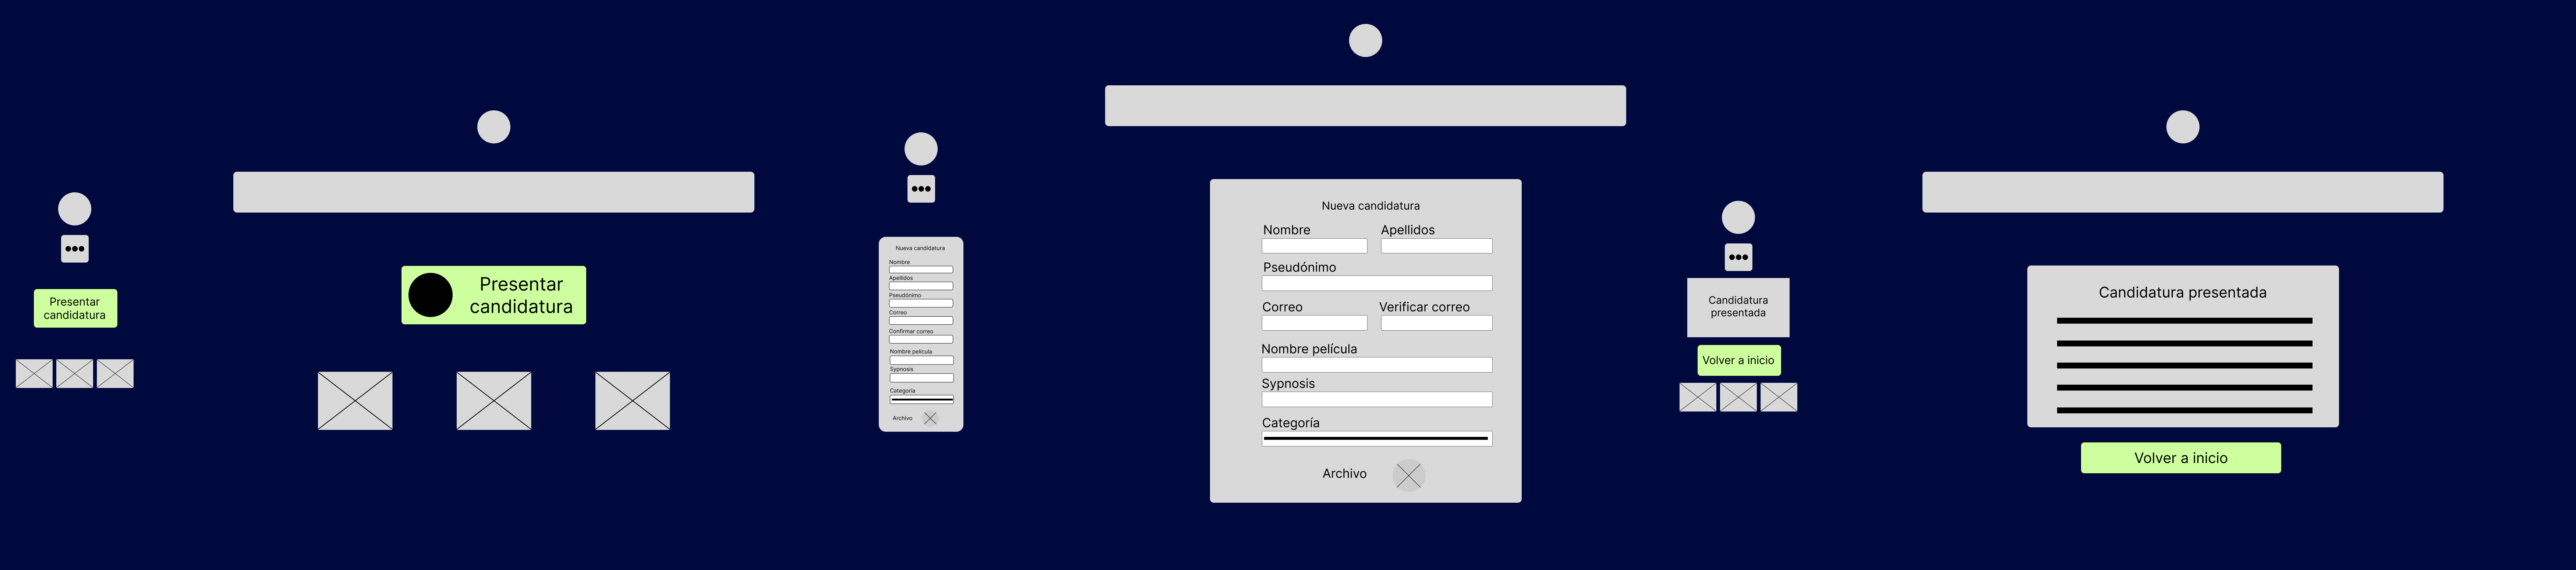 Presentar
candidatura
Presentar
candidatura
Nueva candidatura
Nombre
Apellidos
Pseudónimo
Correo
Confirmar correo
Nombre película
Sypnosis
Categoría
Archivo
Nueva candidatura
Nombre Apellidos
Pseudónimo
Correo Verificar correo
Nombre película
Sypnosis
Categoría
Archivo
Candidatura
presentada
Volver a inicio
Candidatura presentada
Volver a inicio